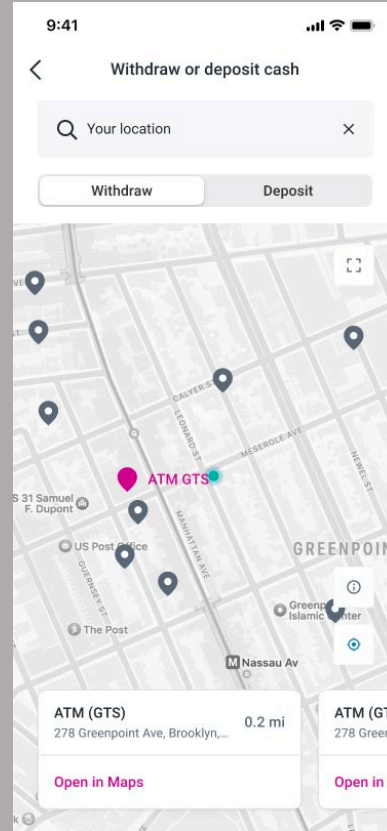 9:41
Withdraw or deposit cash
Your location
Withdraw
Deposit
CALYER ST
LEONARD ST
MESEROLE AVE
NEWEL ST
ATM GTS
S 31 Samuel
F. Dupont
MANHATTAN AVE
US Post Office
GREENPOIN
GUERNSEY ST
Greenp
Islamic Center
The Post
M Nassau Av
ATM (GTS)
278 Greenpoint Ave, Brooklyn,...
0.2 mi
Open in Maps
ATM (GT
278 Green
Open in